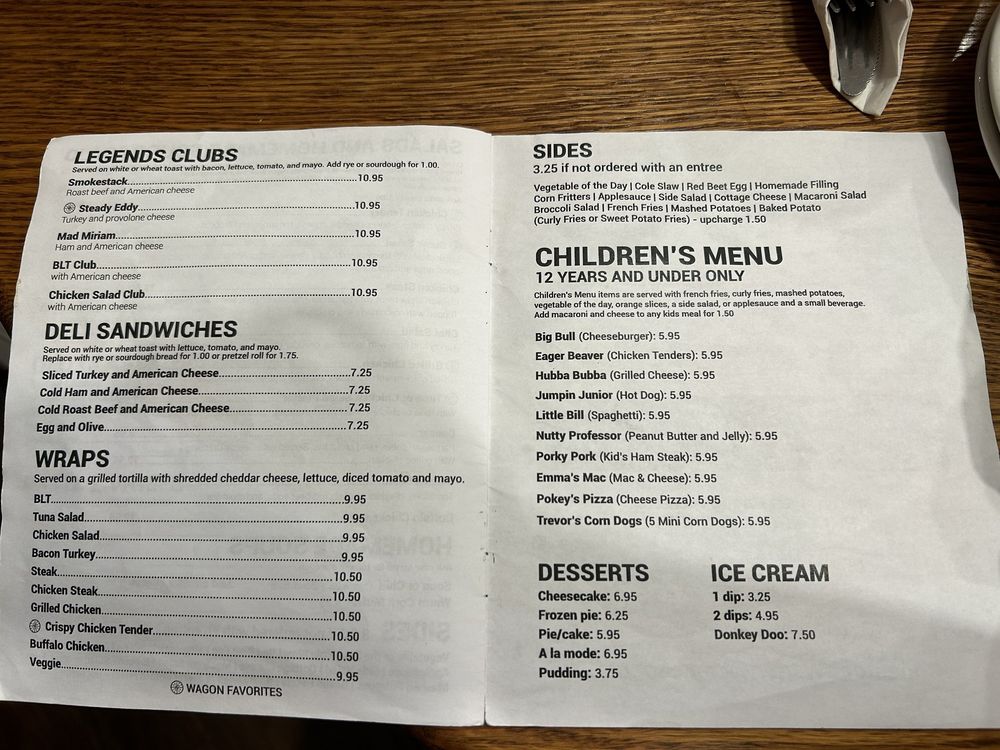 LEGENDS CLUBS
Served on white or wheat toast with bacon, lettuce, tomato, and mayo. Add rye or sourdough for 1.00.
Smokestack 10.95
Roast beef and American cheese
Steady Eddy 10.95
Turkey and provolone cheese
Mad Miriam 10.95
Ham and American cheese
BLT Club 10.95
with American cheese
Chicken Salad Club 10.95
with American cheese
DELI SANDWICHES
Served on white or wheat toast with lettuce, tomato, and mayo.
Replace with rye or sourdough bread for 1.00 or pretzel roll for 1.75.
Sliced Turkey and American Cheese 7.25
Cold Ham and American Cheese 7.25
Cold Roast Beef and American Cheese 7.25
Egg and Olive 7.25
WRAPS
Served on a grilled tortilla with shredded cheddar cheese, lettuce, diced tomato and mayo.
BLT 9.95
Tuna Salad 9.95
Chicken Salad 9.95
Bacon Turkey 9.95
Steak 10.50
Chicken Steak 10.50
Grilled Chicken 10.50
Crispy Chicken Tender 10.50
Buffalo Chicken 10.50
Veggie 9.95
WAGON FAVORITES
SIDES
3.25 if not ordered with an entree
Vegetable of the Day | Cole Slaw | Red Beet Egg | Homemade Filling
Corn Fritters | Applesauce | Side Salad | Cottage Cheese | Macaroni Salad
Broccoli Salad | French Fries | Mashed Potatoes | Baked Potato
(Curly Fries or Sweet Potato Fries) - upcharge 1.50
CHILDREN'S MENU
12 YEARS AND UNDER ONLY
Children's Menu items are served with french fries, curly fries, mashed potatoes,
vegetable of the day, orange slices, a side salad, or applesauce and a small beverage.
Add macaroni and cheese to any kids meal for 1.50
Big Bull (Cheeseburger): 5.95
Eager Beaver (Chicken Tenders): 5.95
Hubba Bubba (Grilled Cheese): 5.95
Jumpin Junior (Hot Dog): 5.95
Little Bill (Spaghetti): 5.95
Nutty Professor (Peanut Butter and Jelly): 5.95
Porky Pork (Kid's Ham Steak): 5.95
Emma's Mac (Mac & Cheese): 5.95
Pokey's Pizza (Cheese Pizza): 5.95
Trevor's Corn Dogs (5 Mini Corn Dogs): 5.95
DESSERTS
Cheesecake: 6.95
Frozen pie: 6.25
Pie/cake: 5.95
A la mode: 6.95
Pudding: 3.75
ICE CREAM
1 dip: 3.25
2 dips: 4.95
Donkey Doo: 7.50